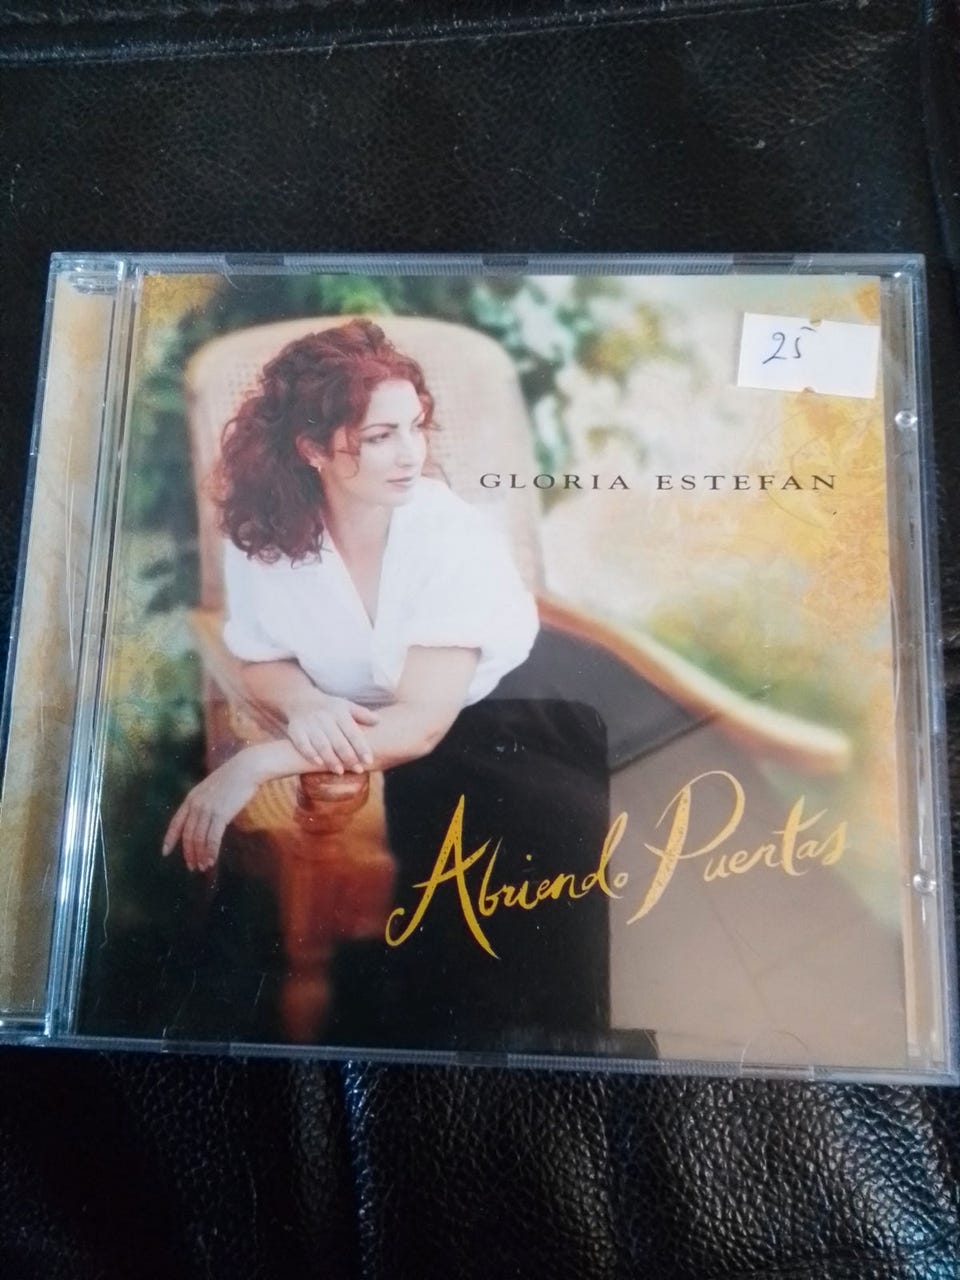 25
GLORIA ESTEFAN
Abriendo Puertas